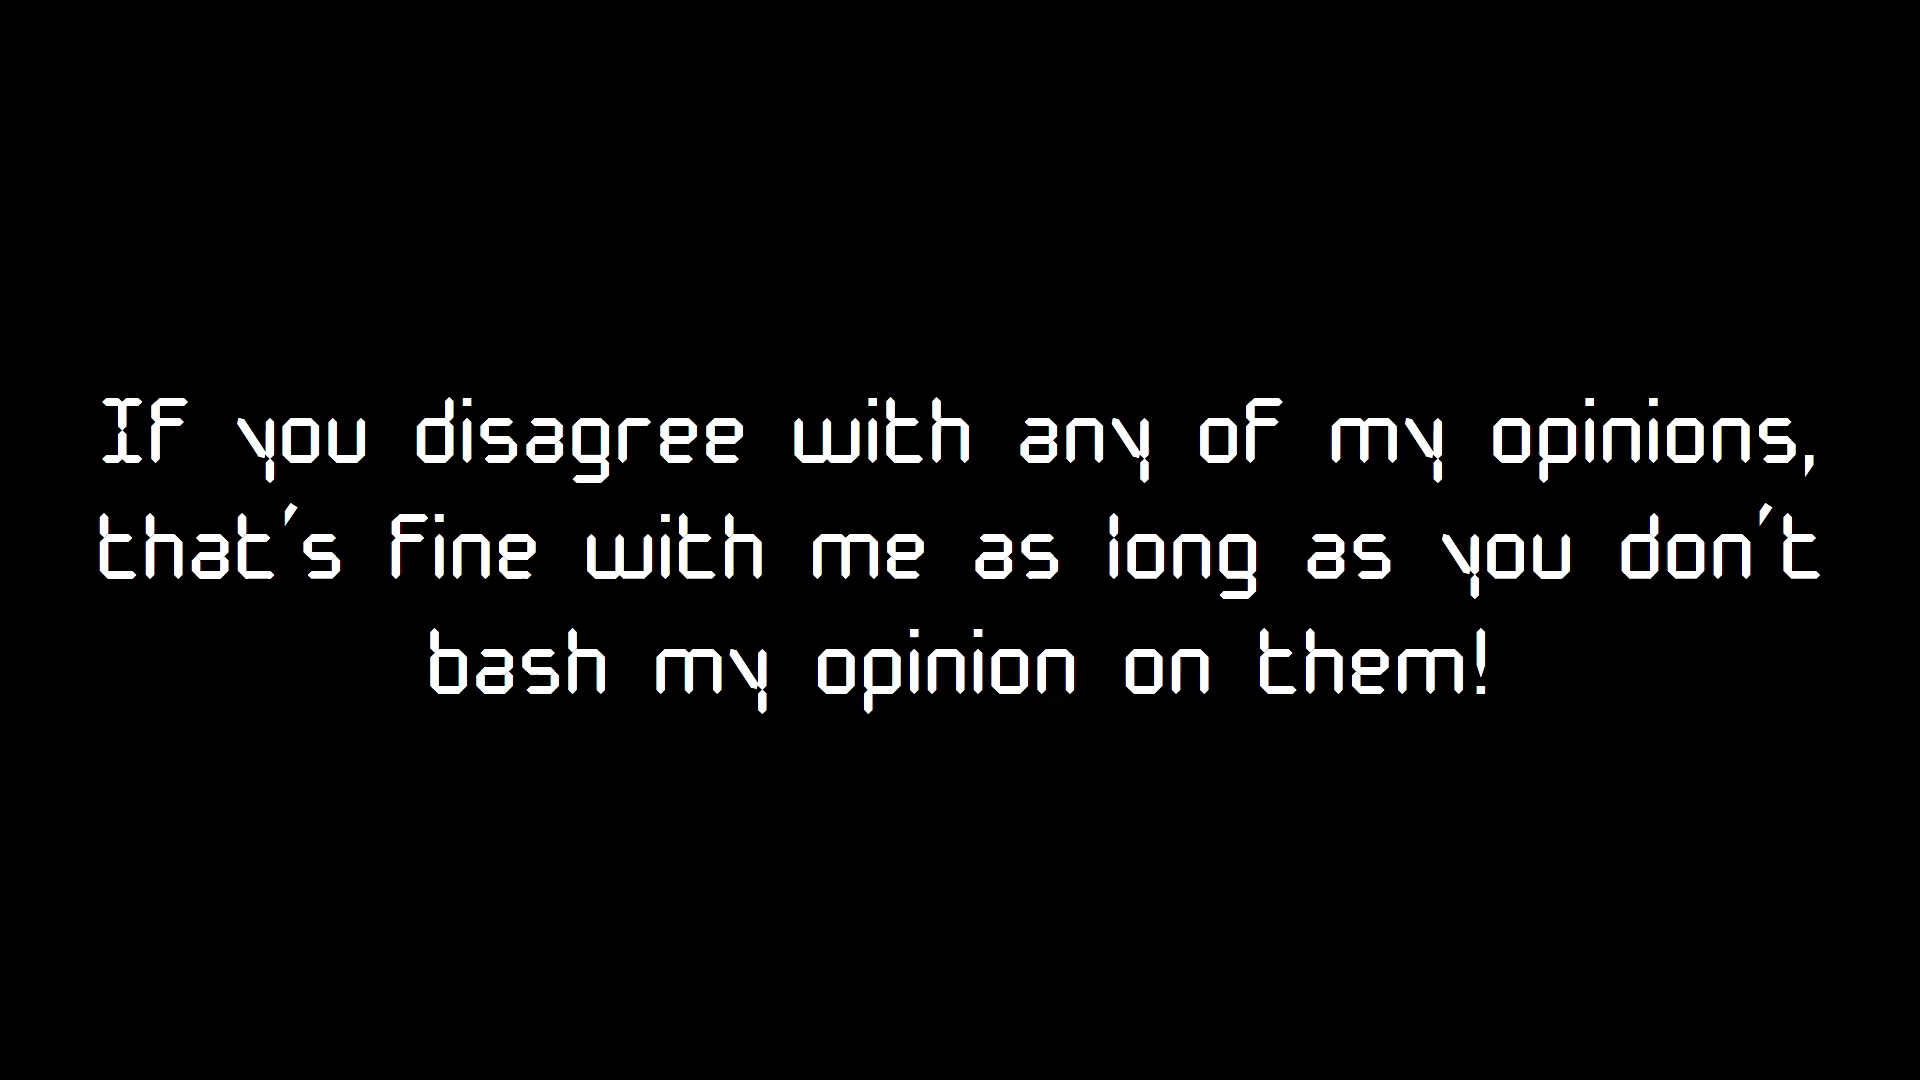 If you disagree with any of my opinions,
that's fine with me as long as you don't
bash my opinion on them!